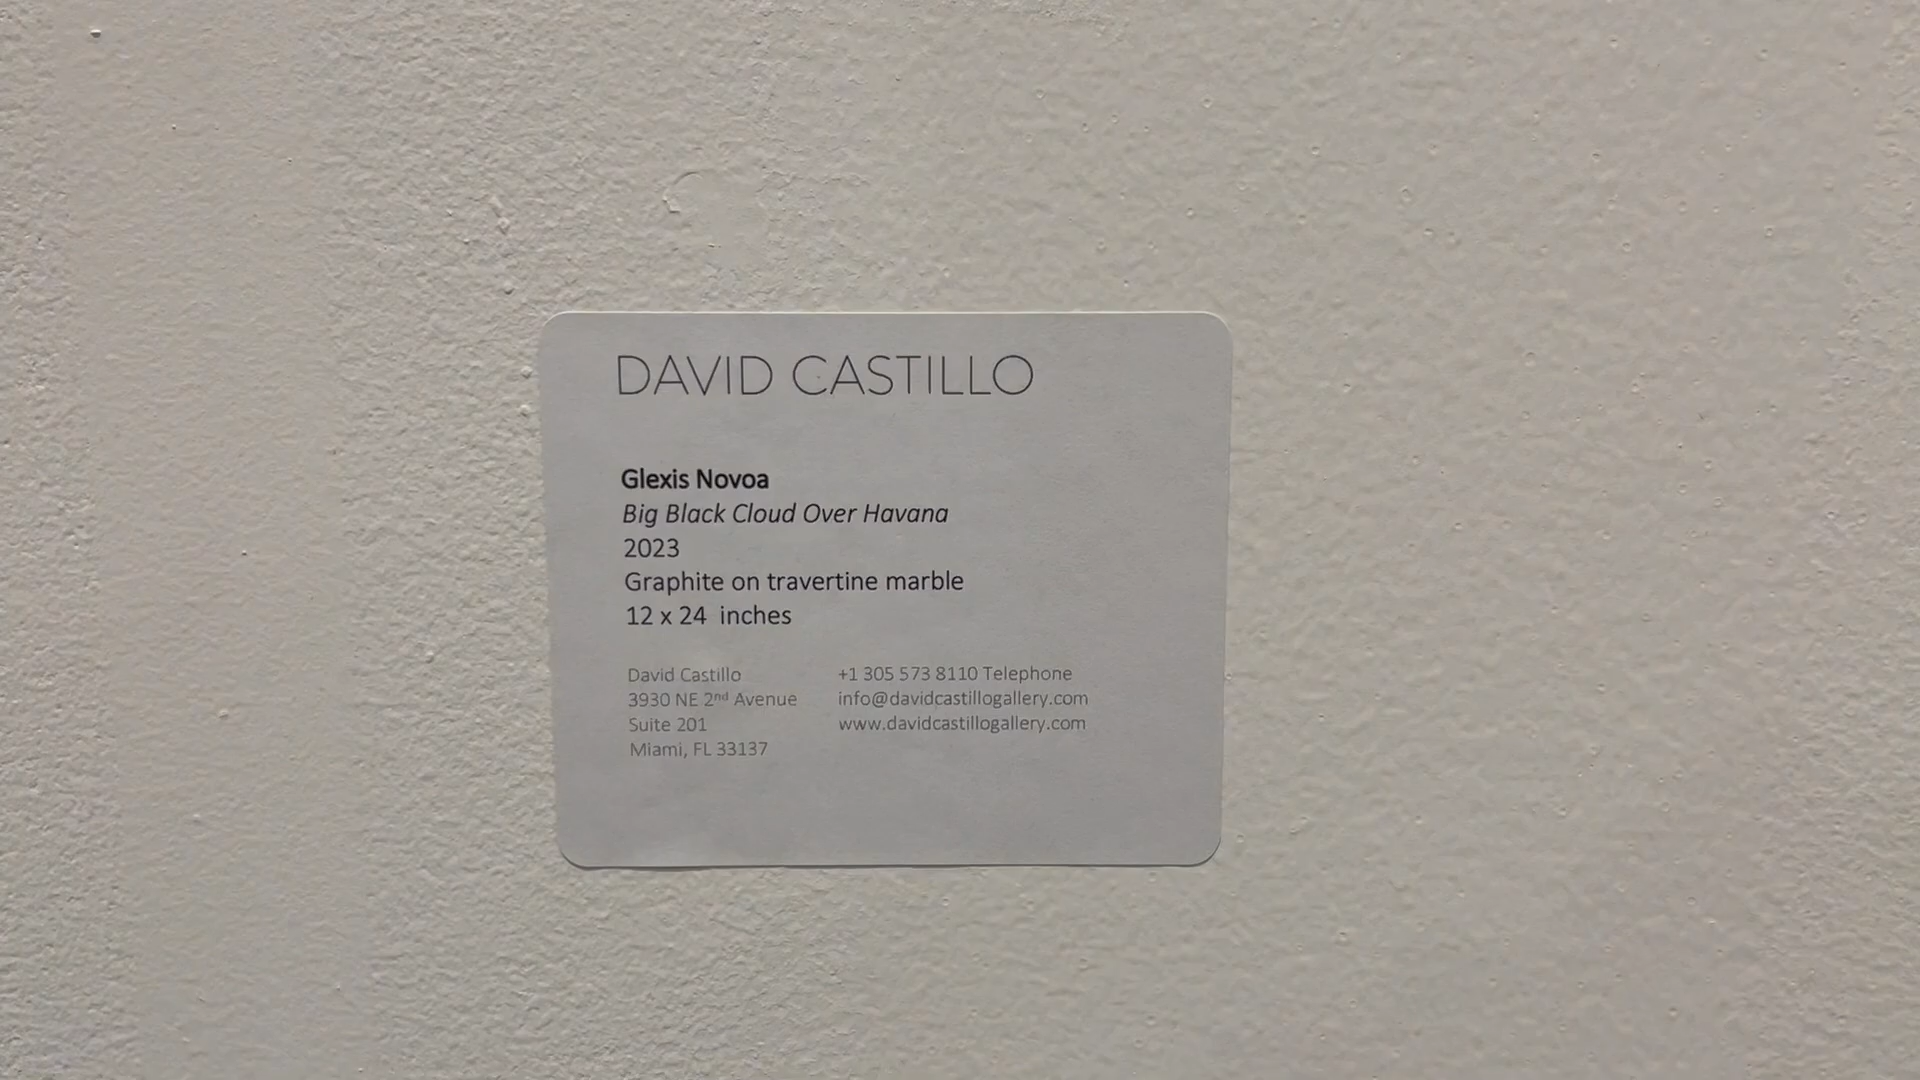 DAVID CASTILLO
Glexis Novoa
Big Black Cloud Over Havana
2023
Graphite on travertine marble
12 x 24  inches
David Castillo
3930 NE 2nd Avenue
Suite 201
Miami, FL 33137
+1 305 573 8110 Telephone
info@davidcastillogallery.com
www.davidcastillogallery.com